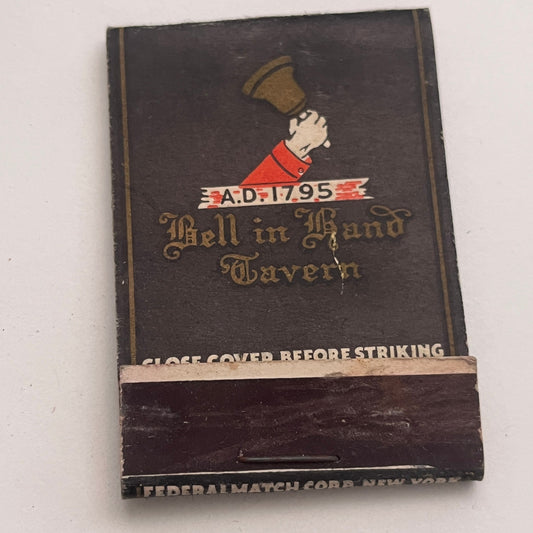 A.D. 1795
Bell in Hand
Tavern
CLOSE COVER BEFORE STRIKING
FEDERAL MATCH CORP. NEW YORK